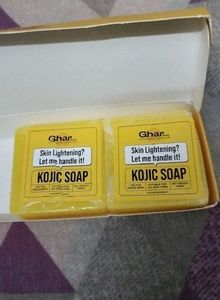 Ghar
Skin Lightening?
Let me handle it!
KOJIC SOAP
Ghar
Skin Lightening?
Let me handle it!
KOJIC SOAP